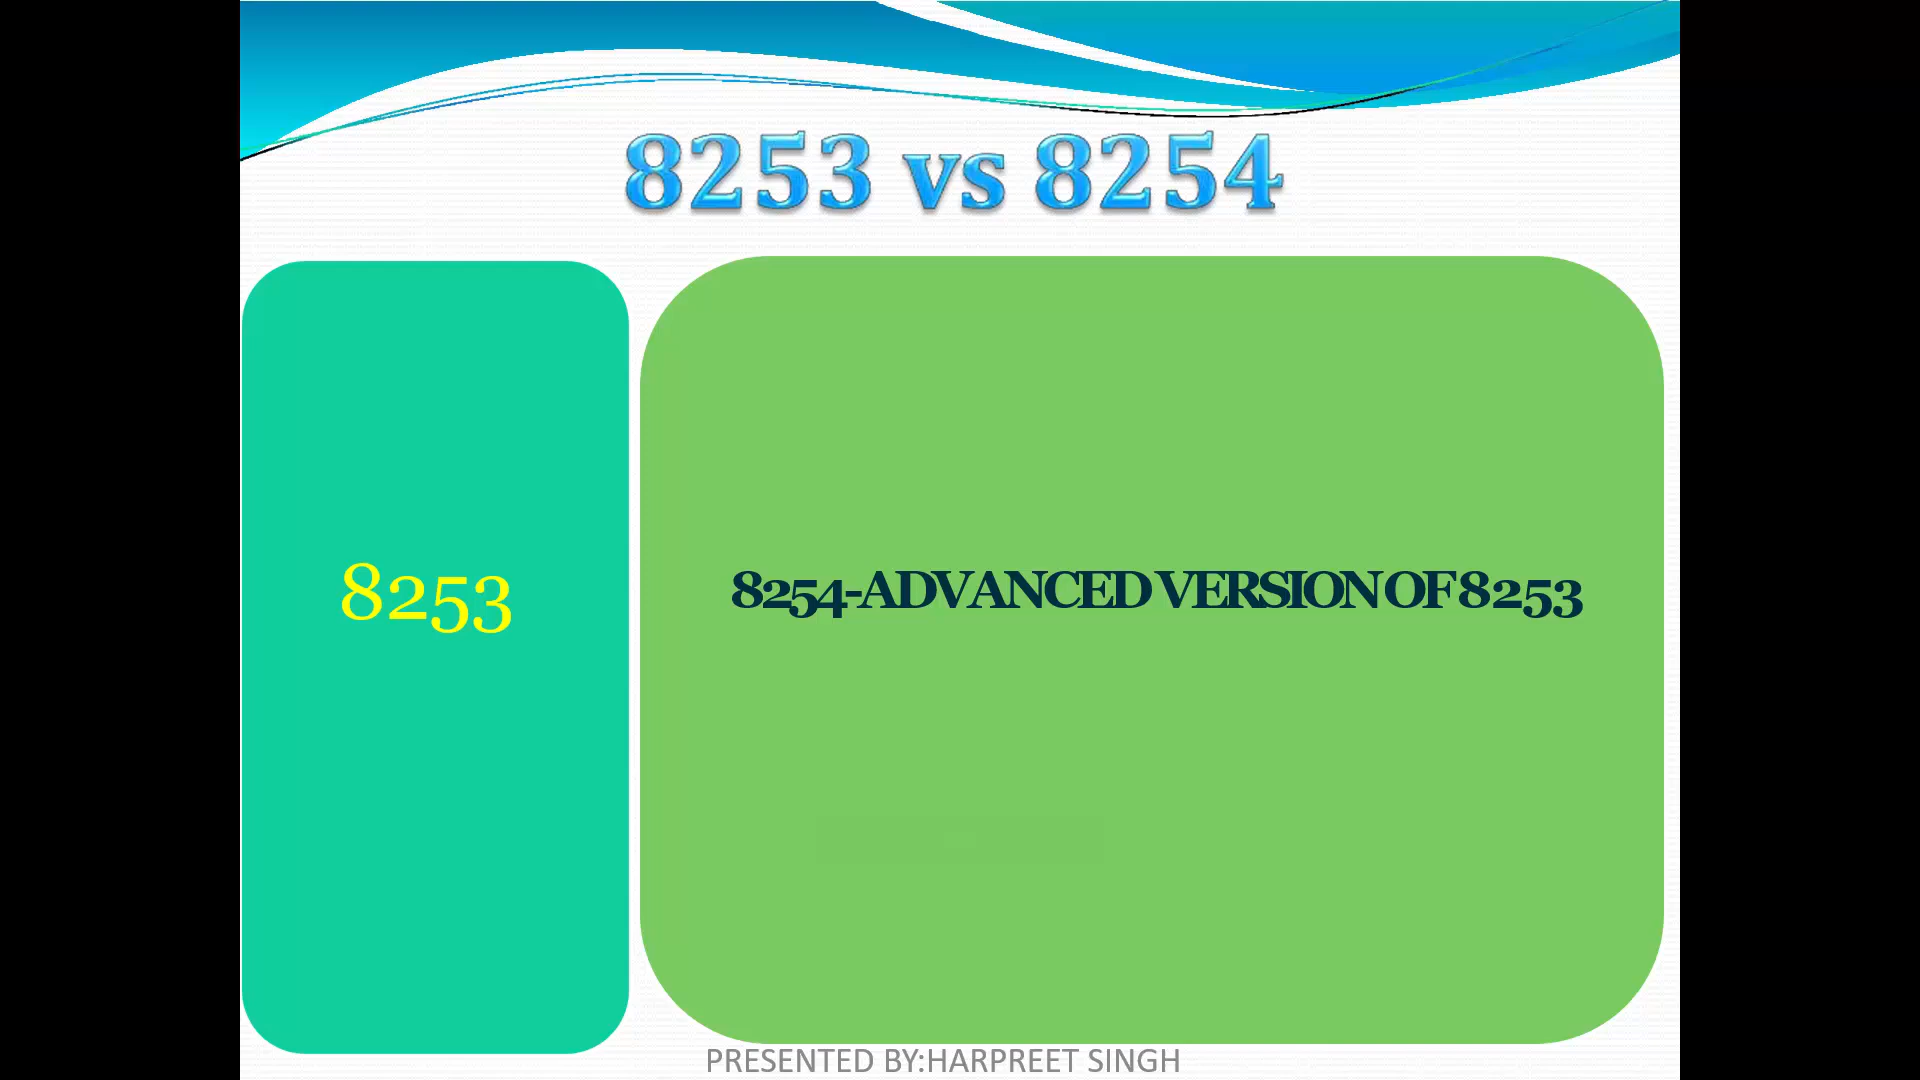 8253 vs 8254
8253
8254-ADVANCED VERSION OF 8253
PRESENTED BY:HARPREET SINGH